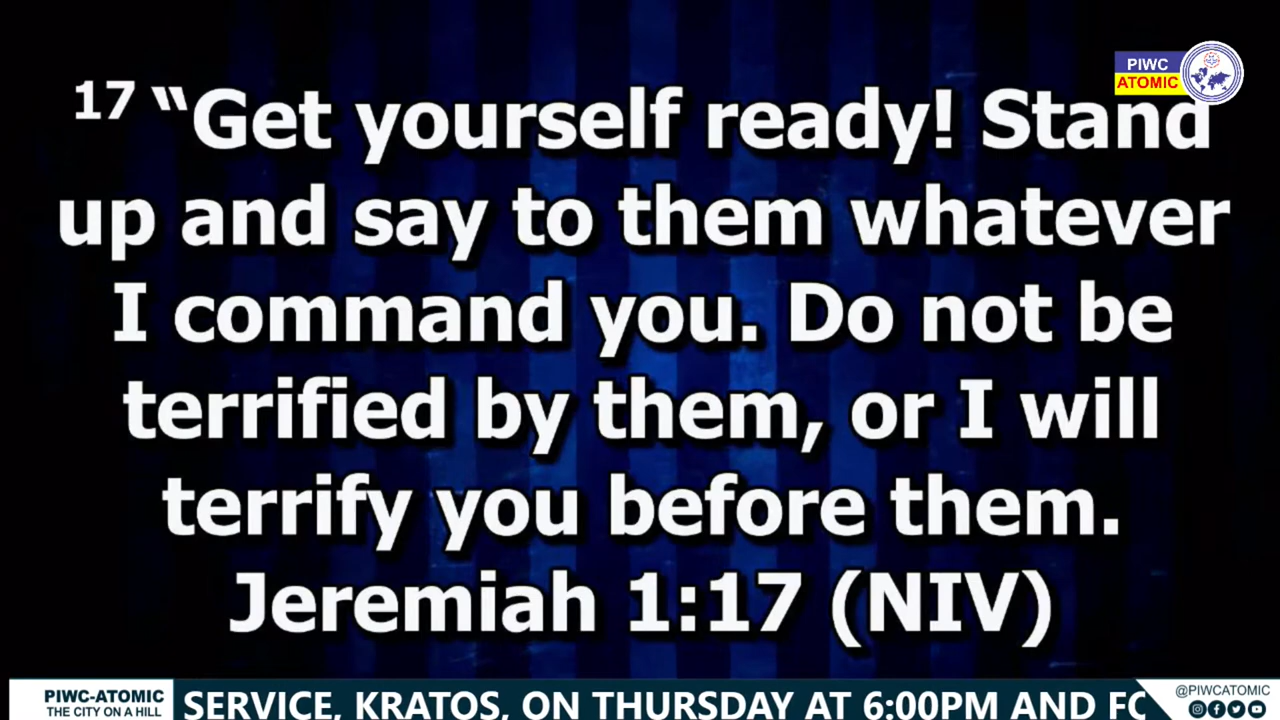 PIWC
ATOMIC
17 “Get yourself ready! Stand
up and say to them whatever
I command you. Do not be
terrified by them, or I will
terrify you before them.
Jeremiah 1:17 (NIV)
PIWC-ATOMIC
THE CITY ON A HILL
SERVICE, KRATOS, ON THURSDAY AT 6:00PM AND
@PIWCATOMIC